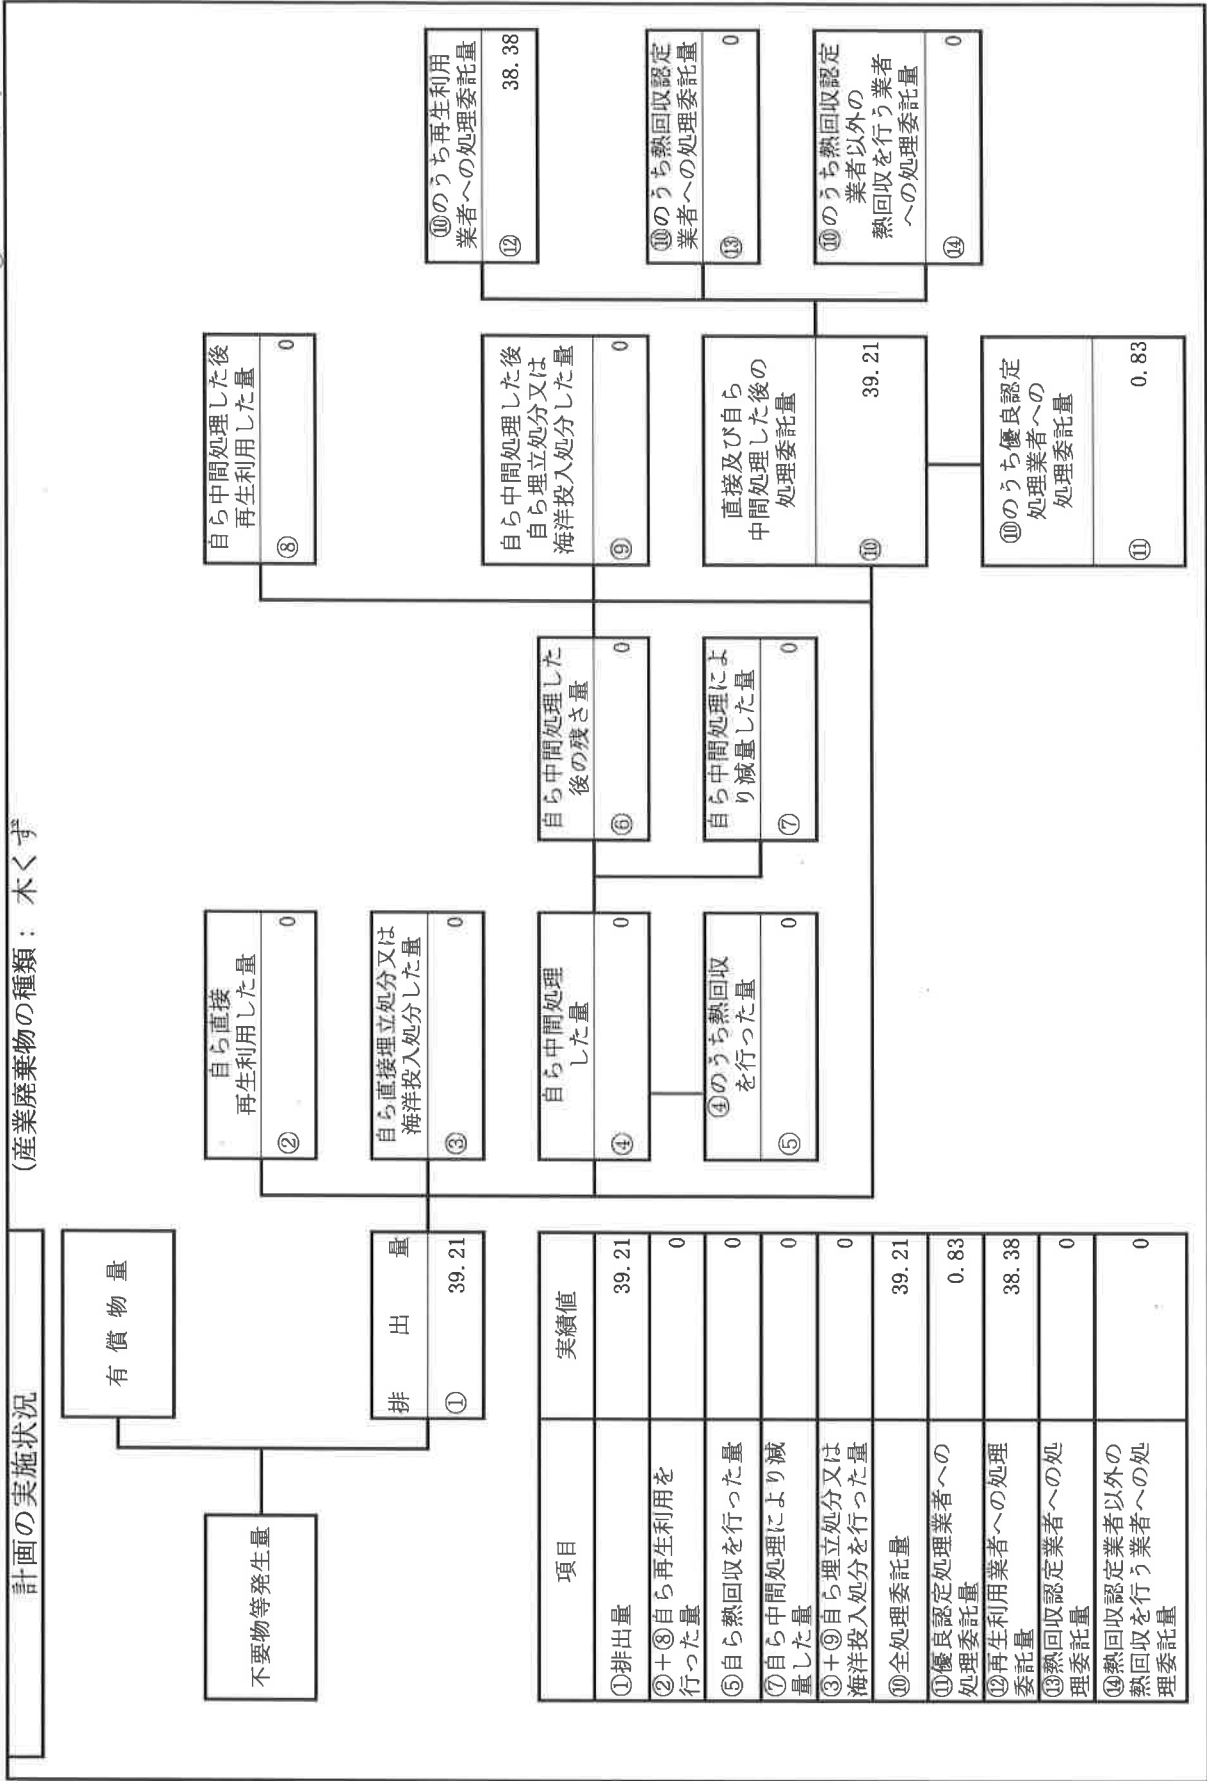 計画の実施状況
(産業廃棄物の種類： 木くず
有 償 物 量
不要物等発生量
排 出 量
① 39.21
自ら直接
再生利用した量
② 0
自ら直接埋立処分又は
海洋投入処分した量
③ 0
自ら中間処理
した量
④ 0
④のうち熱回収
を行った量
⑤ 0
自ら中間処理した
後の残さ量
⑥ 0
自ら中間処理によ
り減量した量
⑦ 0
自ら中間処理した後
再生利用した量
⑧ 0
自ら中間処理した後
自ら埋立処分又は
海洋投入処分した量
⑨ 0
直接及び自ら
中間処理した後の
処理委託量
⑩ 39.21
⑩のうち優良認定
処理業者への
処理委託量
⑪ 0.83
⑩のうち再生利用
業者への処理委託量
⑫ 38.38
⑩のうち熱回収認定
業者への処理委託量
⑬ 0
⑩のうち熱回収認定
業者以外の
熱回収を行う業者
への処理委託量
⑭ 0
項目 実績値
①排出量 39.21
②＋⑧自ら再生利用を
行った量 0
⑤自ら熱回収を行った量 0
⑦自ら中間処理により減
量した量 0
③＋⑨自ら埋立処分又は
海洋投入処分を行った量 0
⑩全処理委託量 39.21
⑪優良認定処理業者への
処理委託量 0.83
⑫再生利用業者への処理
委託量 38.38
⑬熱回収認定業者への処
理委託量 0
⑭熱回収認定業者以外の
熱回収を行う業者への処
理委託量 0